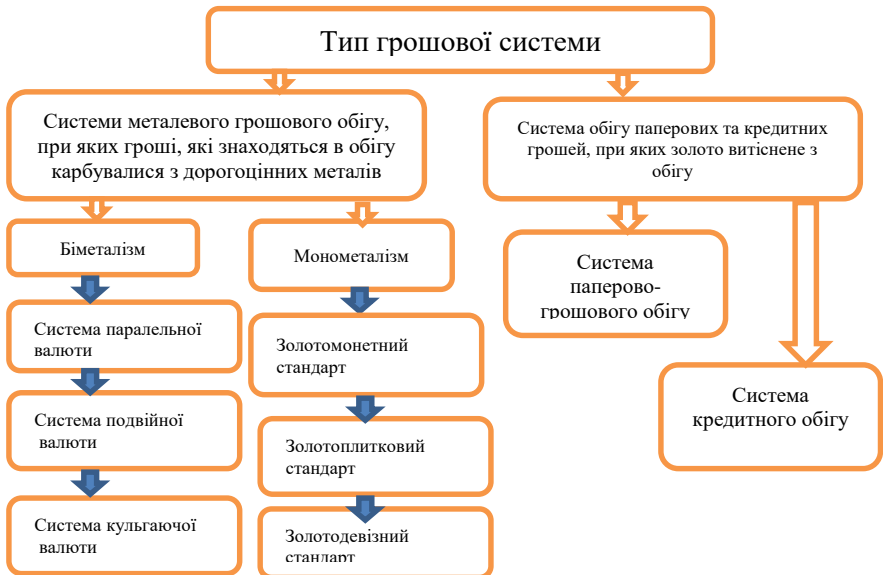 Тип грошової системи
Системи металевого грошового обігу,
при яких гроші, які знаходяться в обігу
карбувалися з дорогоцінних металів
Система обігу паперових та кредитних
грошей, при яких золото витіснене з
обігу
Біметалізм
Монометалізм
Система
паперово-
грошового обігу
Система паралельної
валюти
Золотомонетний
стандарт
Система
кредитного обігу
Система подвійної
валюти
Золотоплитковий
стандарт
Система кульгаючої
валюти
Золотодевізний
стандарт